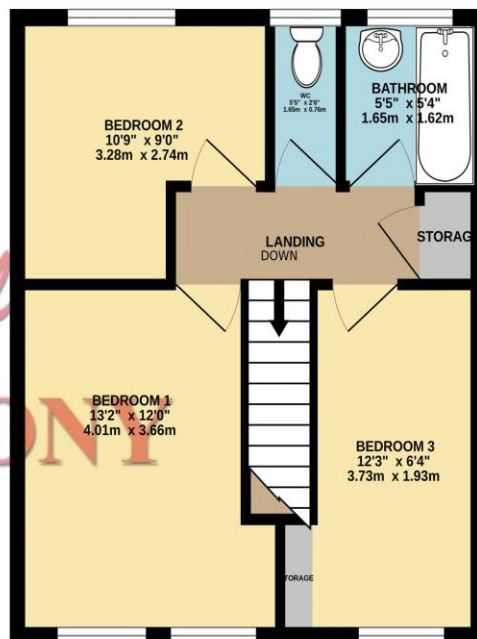 WC
5'5" x 2'6"
1.65m x 0.76m
BATHROOM
5'5" x 5'4"
1.65m x 1.62m
BEDROOM 2
10'9" x 9'0"
3.28m x 2.74m
STORAG
LANDING
DOWN
BEDROOM 1
13'2" x 12'0"
4.01m x 3.66m
ONY
BEDROOM 3
12'3" x 6'4"
3.73m x 1.93m
TORAGE